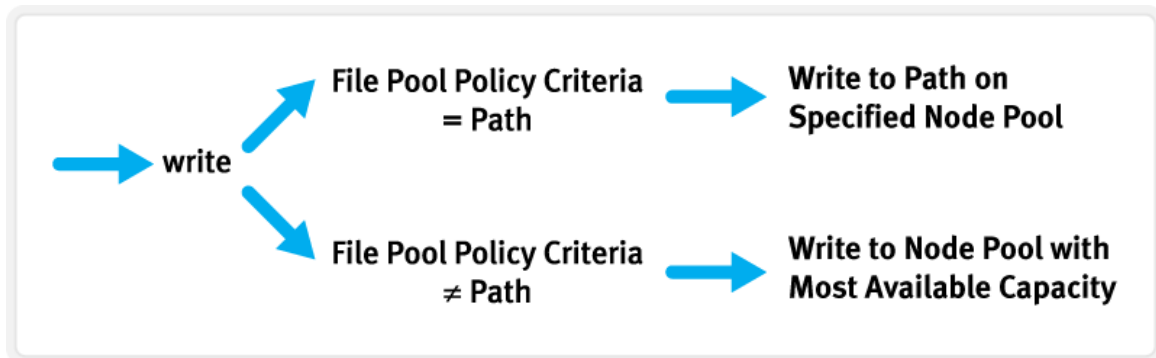 write
File Pool Policy Criteria
= Path
Write to Path on
Specified Node Pool
File Pool Policy Criteria
≠ Path
Write to Node Pool with
Most Available Capacity